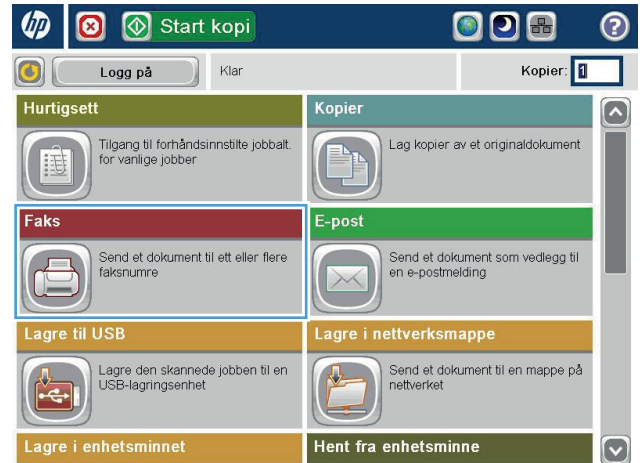 hp
Start kopi
?
Logg på
Klar
Kopier: 1
Hurtigsett
Tilgang til forhåndsinnstilte jobbalt.
for vanlige jobber
Kopier
Lag kopier av et originaldokument
Faks
Send et dokument til ett eller flere
faksnumre
E-post
Send et dokument som vedlegg til
en e-postmelding
Lagre til USB
Lagre den skannede jobben til en
USB-lagringsenhet
Lagre i nettverksmappe
Send et dokument til en mappe på
nettverket
Lagre i enhetsminnet
Hent fra enhetsminne